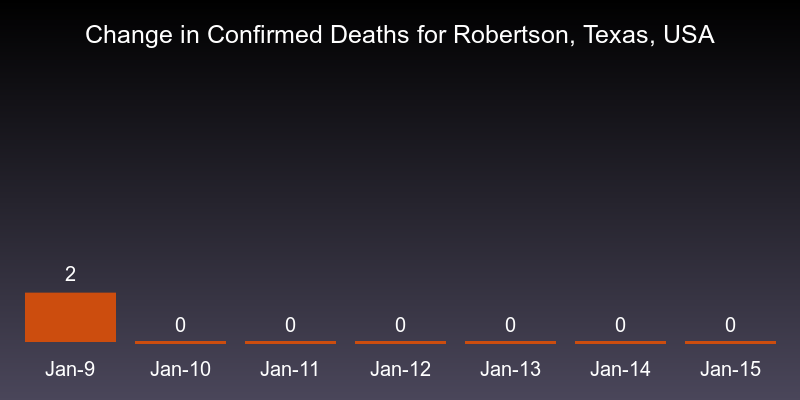 Change in Confirmed Deaths for Robertson, Texas, USA
2
0 0 0 0 0 0
Jan-9 Jan-10 Jan-11 Jan-12 Jan-13 Jan-14 Jan-15